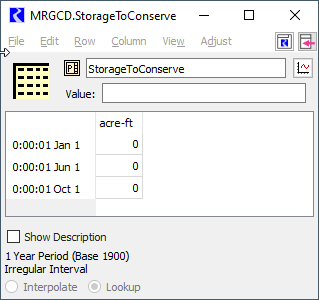 MRGCD.StorageToConserve
File Edit Row Column View Adjust
P StorageToConserve
Value:
acre-ft
0:00:01 Jan 1 0
0:00:01 Jun 1 0
0:00:01 Oct 1 0
Show Description
1 Year Period (Base 1900)
Irregular Interval
Interpolate Lookup